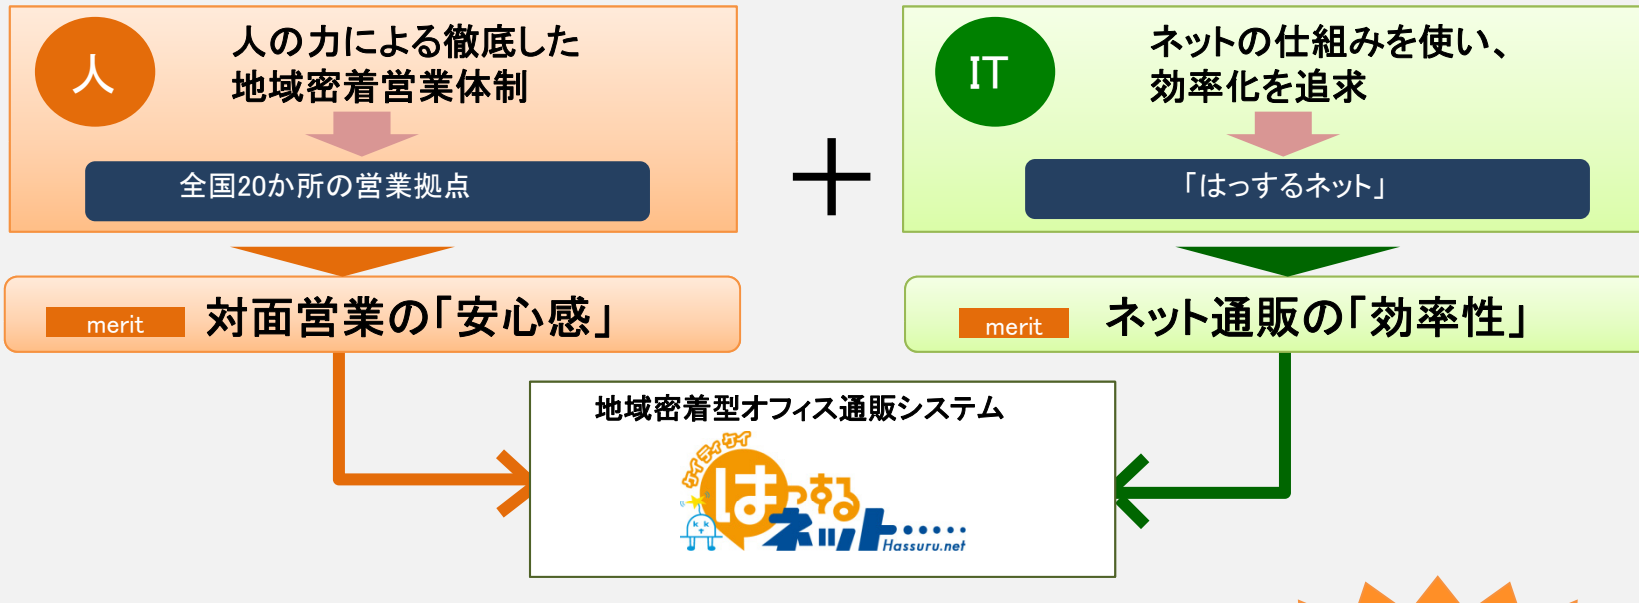 人
人の力による徹底した
地域密着営業体制
全国20か所の営業拠点
IT
ネットの仕組みを使い、
効率化を追求
「はっするネット」
merit
対面営業の「安心感」
merit
ネット通販の「効率性」
地域密着型オフィス通販システム
ケイティケイ
はっする
ネット……
Hassuru.net